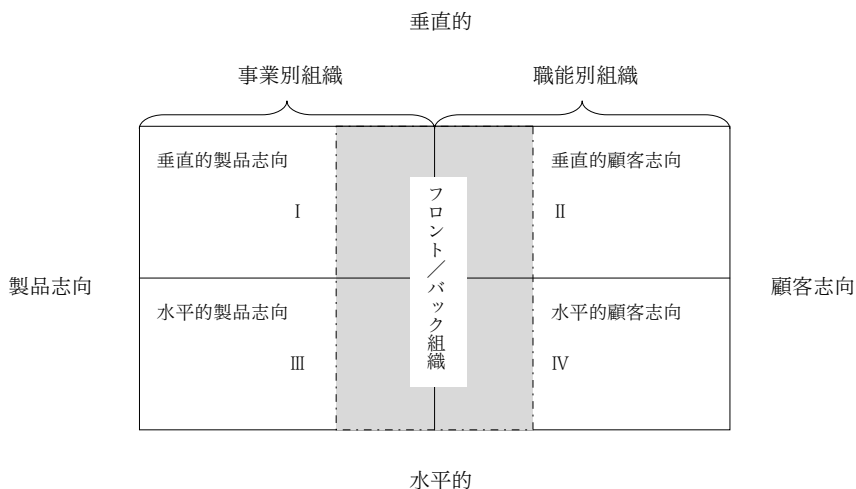 垂直的
事業別組織
職能別組織
垂直的製品志向
垂直的顧客志向
Ⅰ
Ⅱ
フロント／バック組織
製品志向
顧客志向
水平的製品志向
水平的顧客志向
Ⅲ
Ⅳ
水平的